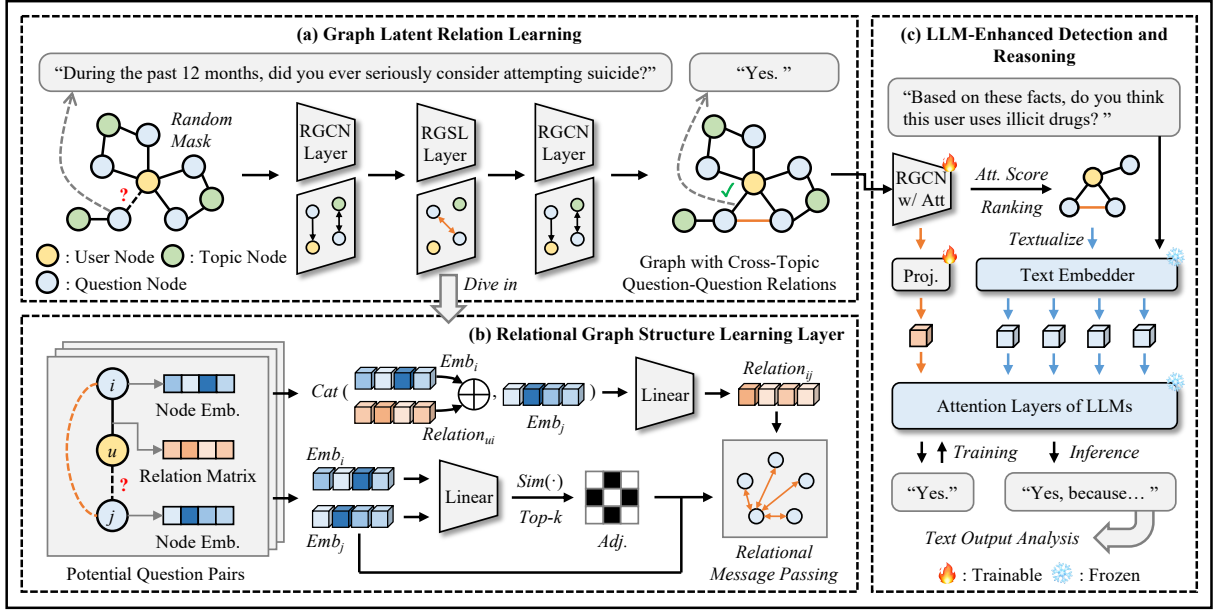 (a) Graph Latent Relation Learning
“During the past 12 months, did you ever seriously consider attempting suicide?”
“Yes. ”
Random
Mask
?
RGCN
Layer
RGSL
Layer
RGCN
Layer
: User Node
: Topic Node
: Question Node
Graph with Cross-Topic
Question-Question Relations
Dive in
(b) Relational Graph Structure Learning Layer
i
u
?
j
Node Emb.
Relation Matrix
Node Emb.
Potential Question Pairs
Cat (
Emb_i
Relation_ui
,
Emb_j
)
Linear
Relation_ij
Emb_i
Emb_j
Linear
Sim(·)
Top-k
Adj.
Relational
Message Passing
(c) LLM-Enhanced Detection and
Reasoning
“Based on these facts, do you think
this user uses illicit drugs? ”
RGCN
w/ Att
Att. Score
Ranking
Textualize
Proj.
Text Embedder
Attention Layers of LLMs
Training
Inference
“Yes.”
“Yes, because… ”
Text Output Analysis
: Trainable
: Frozen